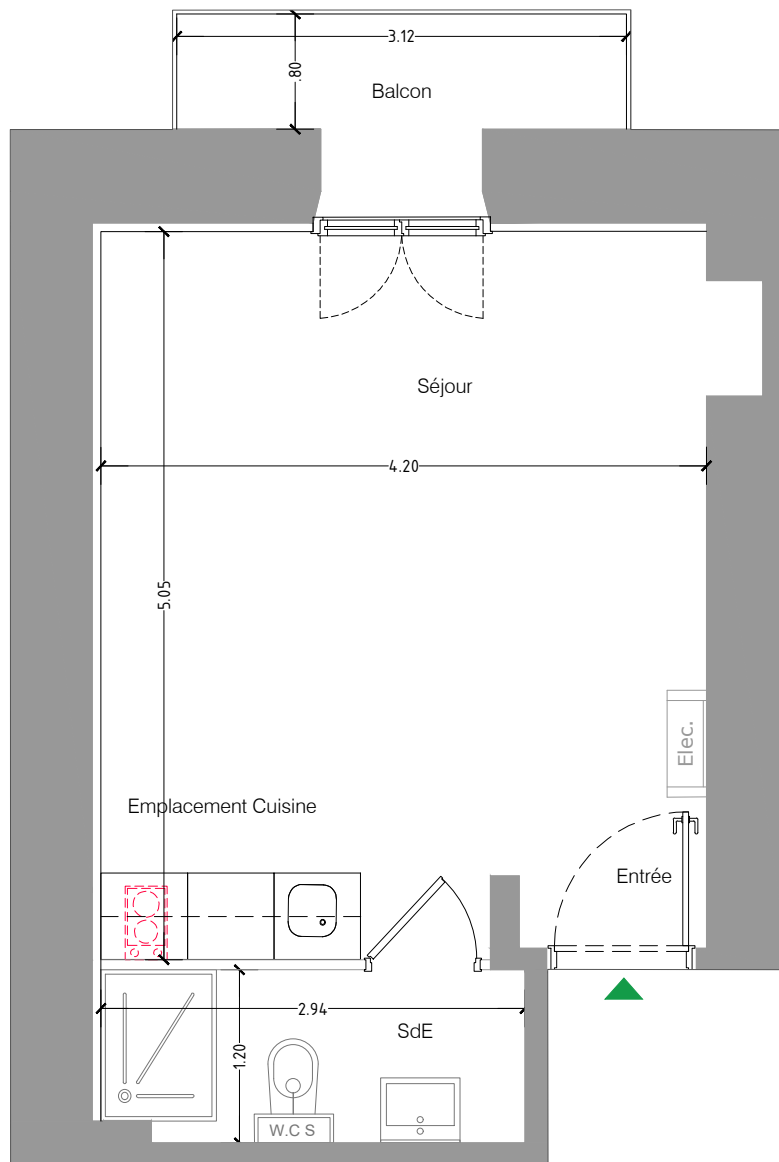 3.12
.80
Balcon
Séjour
4.20
5.05
Elec.
Emplacement Cuisine
Entrée
2.94
SdE
1.20
W.C S